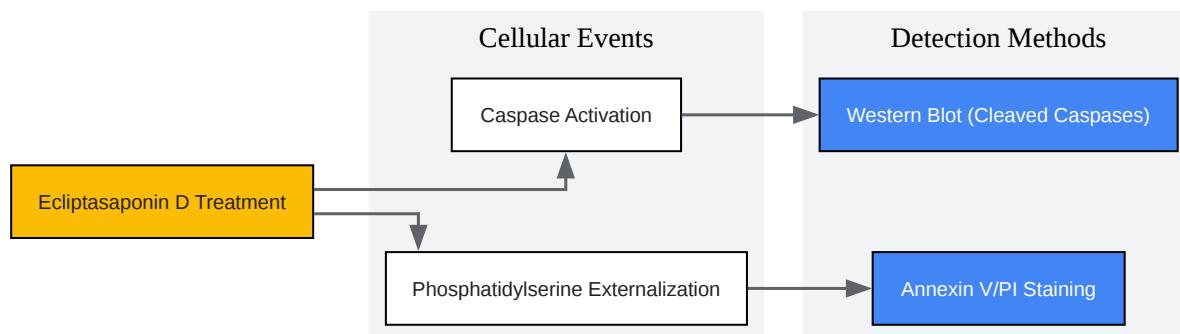 Cellular Events
Detection Methods
Caspase Activation
Western Blot (Cleaved Caspases)
Ecliptasaponin D Treatment
Phosphatidylserine Externalization
Annexin V/PI Staining